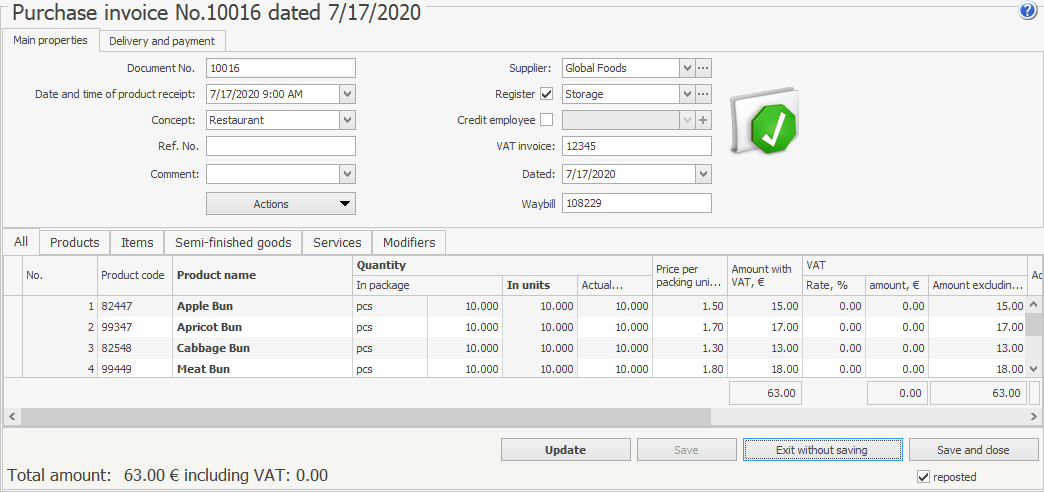 Purchase invoice No.10016 dated 7/17/2020
?
Main properties Delivery and payment
Document No. 10016 Supplier: Global Foods ...
Date and time of product receipt: 7/17/2020 9:00 AM Register Storage ...
Concept: Restaurant Credit employee +
Ref. No. VAT invoice: 12345
Comment: Dated: 7/17/2020
Actions Waybill 108229
All Products Items Semi-finished goods Services Modifiers
No. Product code Product name Quantity Price per packing uni... Amount with VAT, € VAT Ac
In package In units Actual... Rate, % amount, € Amount excludin...
1 82447 Apple Bun pcs 10.000 10.000 10.000 1.50 15.00 0.00 0.00 15.00
2 99347 Apricot Bun pcs 10.000 10.000 10.000 1.70 17.00 0.00 0.00 17.00
3 82548 Cabbage Bun pcs 10.000 10.000 10.000 1.30 13.00 0.00 0.00 13.00
4 99449 Meat Bun pcs 10.000 10.000 10.000 1.80 18.00 0.00 0.00 18.00
63.00 0.00 63.00
Update Save Exit without saving Save and close
Total amount: 63.00 € including VAT: 0.00 reposted